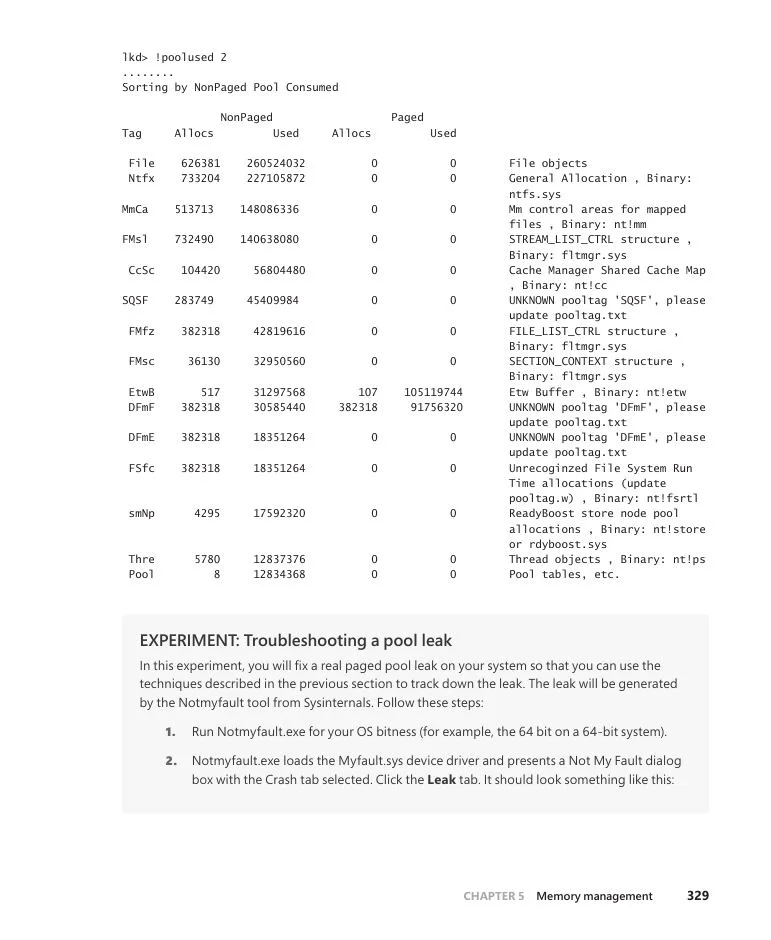 lkd> !poolused 2
........
Sorting by NonPaged Pool Consumed
NonPaged Paged
Tag Allocs Used Allocs Used
File 626381 260524032 0 0 File objects
Ntfx 733204 227105872 0 0 General Allocation , Binary:
ntfs.sys
MmCa 513713 148086336 0 0 Mm control areas for mapped
files , Binary: nt!mm
FMsl 732490 140638080 0 0 STREAM_LIST_CTRL structure ,
Binary: fltmgr.sys
CcSc 104420 56804480 0 0 Cache Manager Shared Cache Map
, Binary: nt!cc
SQSF 283749 45409984 0 0 UNKNOWN pooltag 'SQSF', please
update pooltag.txt
FMfz 382318 42819616 0 0 FILE_LIST_CTRL structure ,
Binary: fltmgr.sys
FMsc 36130 32950560 0 0 SECTION_CONTEXT structure ,
Binary: fltmgr.sys
EtwB 517 31297568 107 105119744 Etw Buffer , Binary: nt!etw
DFmF 382318 30585440 382318 91756320 UNKNOWN pooltag 'DFmF', please
update pooltag.txt
DFmE 382318 18351264 0 0 UNKNOWN pooltag 'DFmE', please
update pooltag.txt
FSfc 382318 18351264 0 0 Unrecoginzed File System Run
Time allocations (update
pooltag.w) , Binary: nt!fsrtl
smNp 4295 17592320 0 0 ReadyBoost store node pool
allocations , Binary: nt!store
or rdyboost.sys
Thre 5780 12837376 0 0 Thread objects , Binary: nt!ps
Pool 8 12834368 0 0 Pool tables, etc.
EXPERIMENT: Troubleshooting a pool leak
In this experiment, you will fix a real paged pool leak on your system so that you can use the
techniques described in the previous section to track down the leak. The leak will be generated
by the Notmyfault tool from Sysinternals. Follow these steps:
1. Run Notmyfault.exe for your OS bitness (for example, the 64 bit on a 64-bit system).
2. Notmyfault.exe loads the Myfault.sys device driver and presents a Not My Fault dialog
box with the Crash tab selected. Click the Leak tab. It should look something like this:
CHAPTER 5 Memory management 329